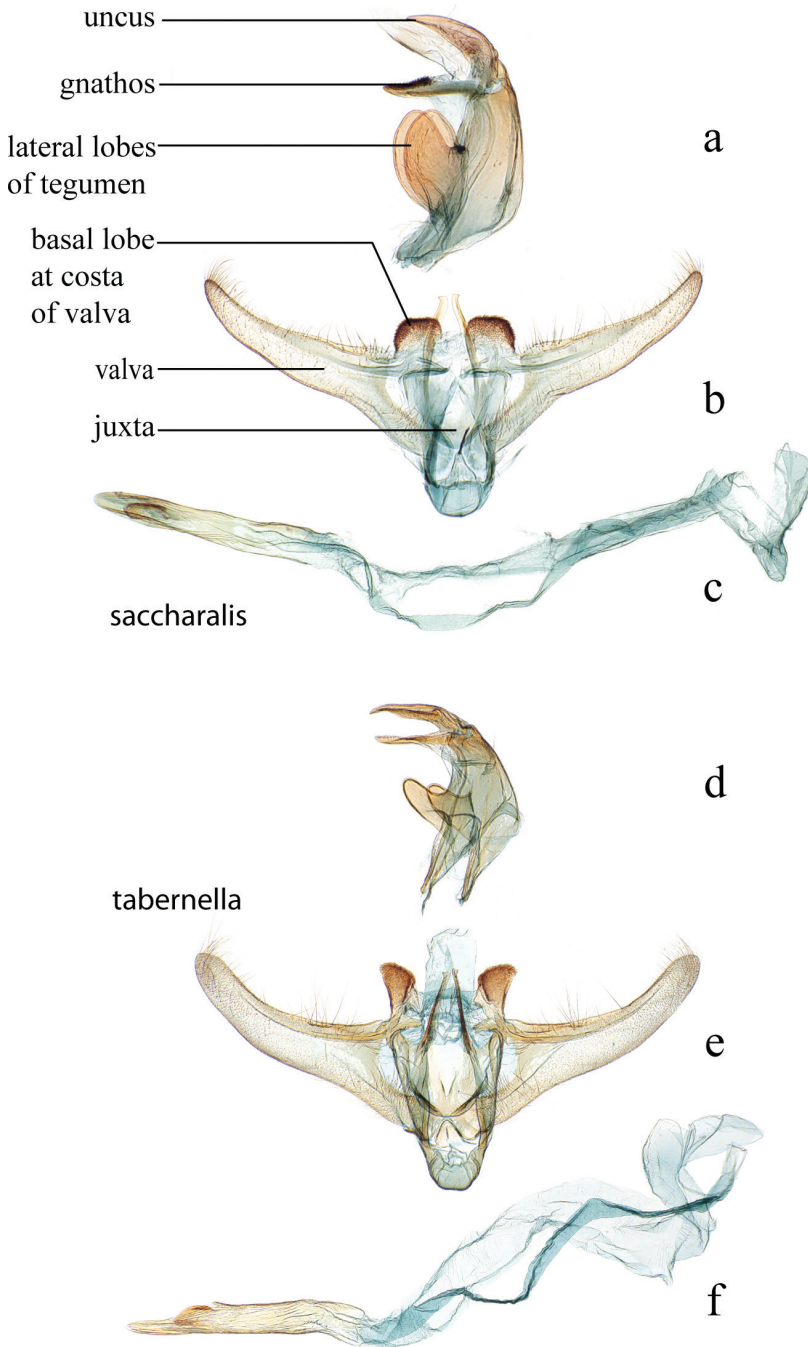 uncus
gnathos
lateral lobes
of tegumen
a
basal lobe
at costa
of valva
valva
b
juxta
c
saccharalis
d
tabernella
e
f